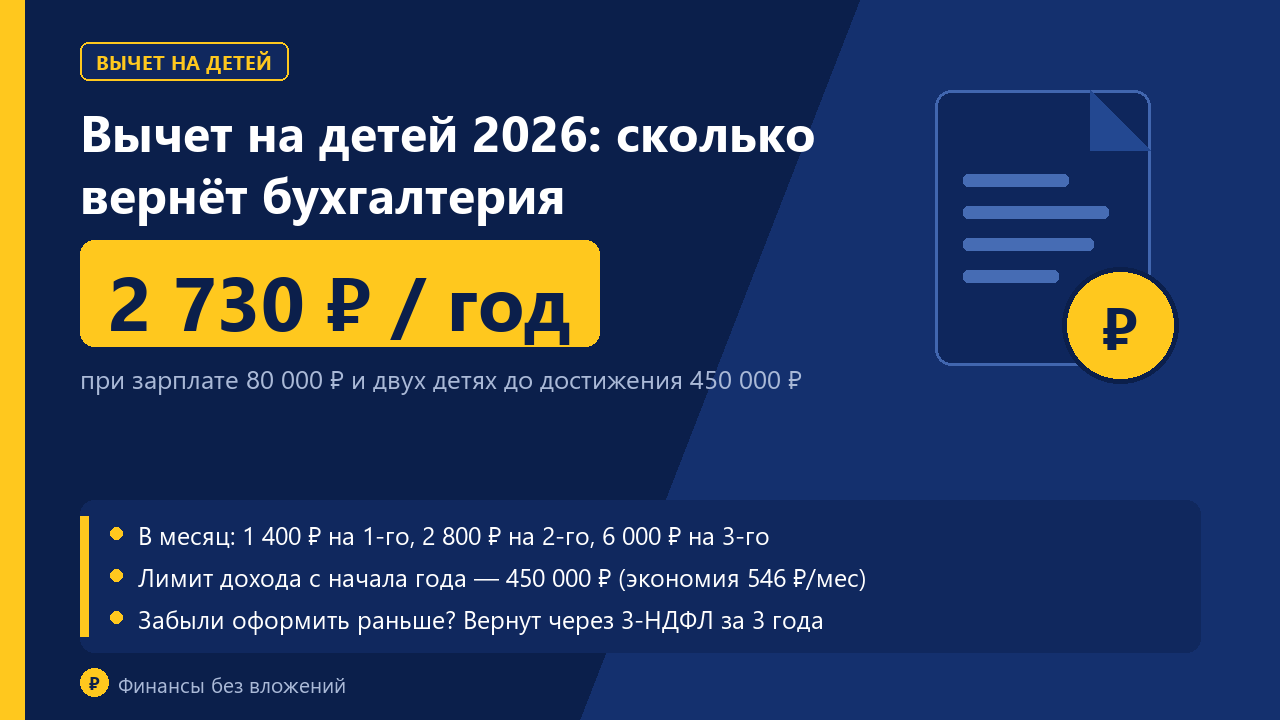 ВЫЧЕТ НА ДЕТЕЙ
Вычет на детей 2026: сколько
вернёт бухгалтерия
2 730 ₽ / год
при зарплате 80 000 ₽ и двух детях до достижения 450 000 ₽
₽
В месяц: 1 400 ₽ на 1-го, 2 800 ₽ на 2-го, 6 000 ₽ на 3-го
Лимит дохода с начала года — 450 000 ₽ (экономия 546 ₽/мес)
Забыли оформить раньше? Вернут через 3-НДФЛ за 3 года
₽ Финансы без вложений